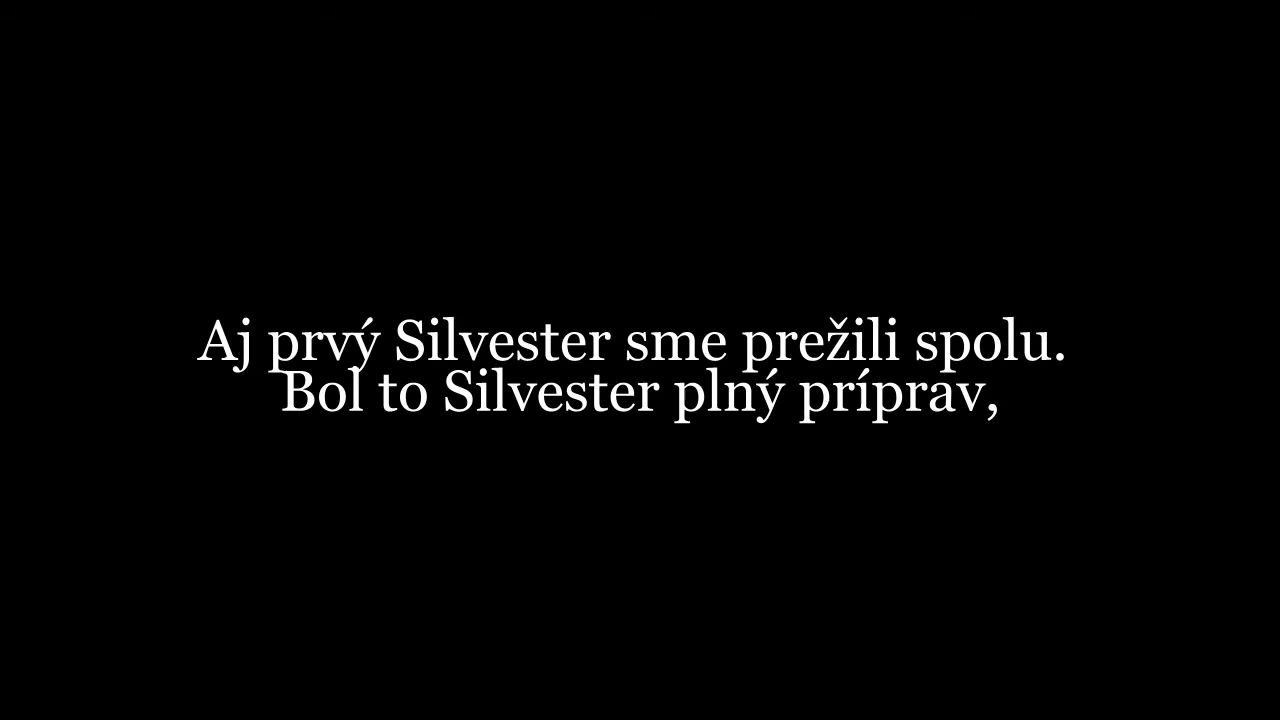 Aj prvý Silvester sme prežili spolu.
Bol to Silvester plný príprav,